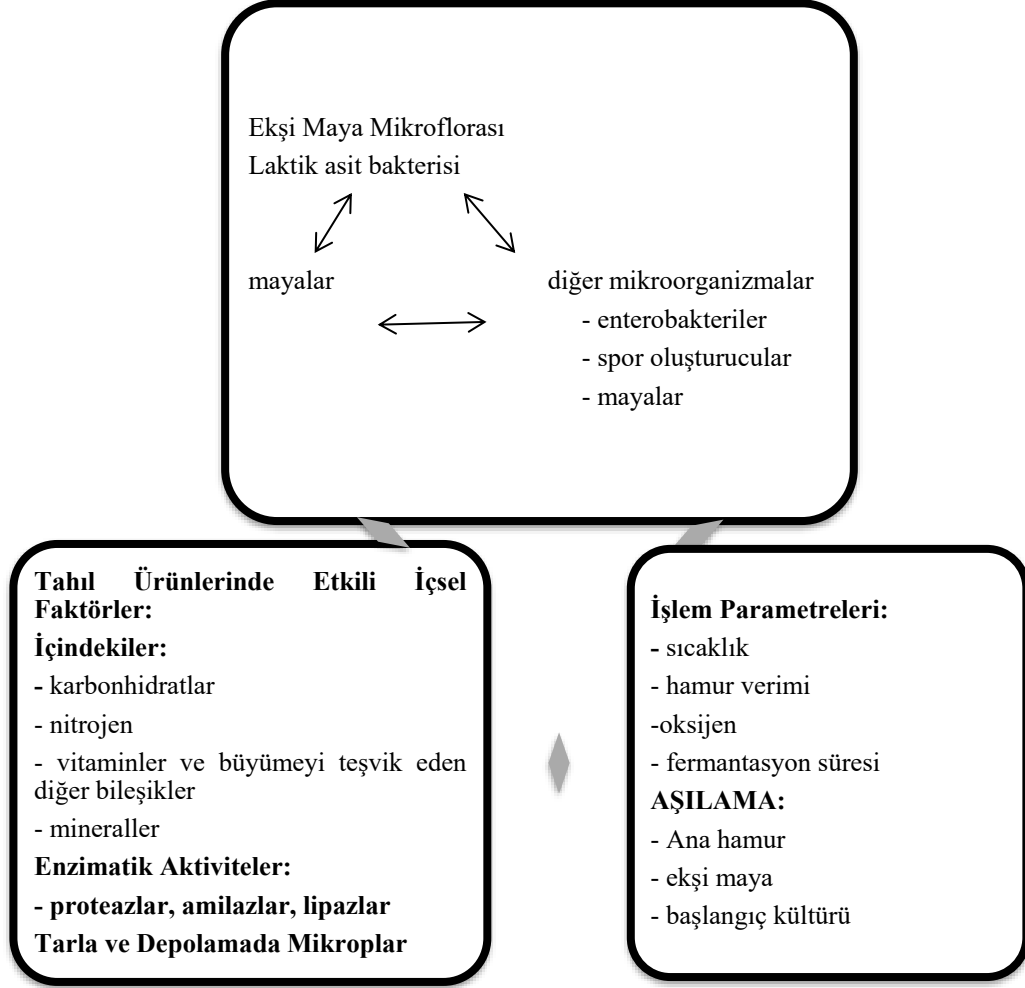 Ekşi Maya Mikroflorası
Laktik asit bakterisi
mayalar
diğer mikroorganizmalar
- enterobakteriler
- spor oluşturucular
- mayalar
Tahıl Ürünlerinde Etkili İçsel
Faktörler:
İçindekiler:
- karbonhidratlar
- nitrojen
- vitaminler ve büyümeyi teşvik eden
diğer bileşikler
- mineraller
Enzimatik Aktiviteler:
- proteazlar, amilazlar, lipazlar
Tarla ve Depolamada Mikroplar
İşlem Parametreleri:
- sıcaklık
- hamur verimi
-oksijen
- fermantasyon süresi
AŞILAMA:
- Ana hamur
- ekşi maya
- başlangıç kültürü